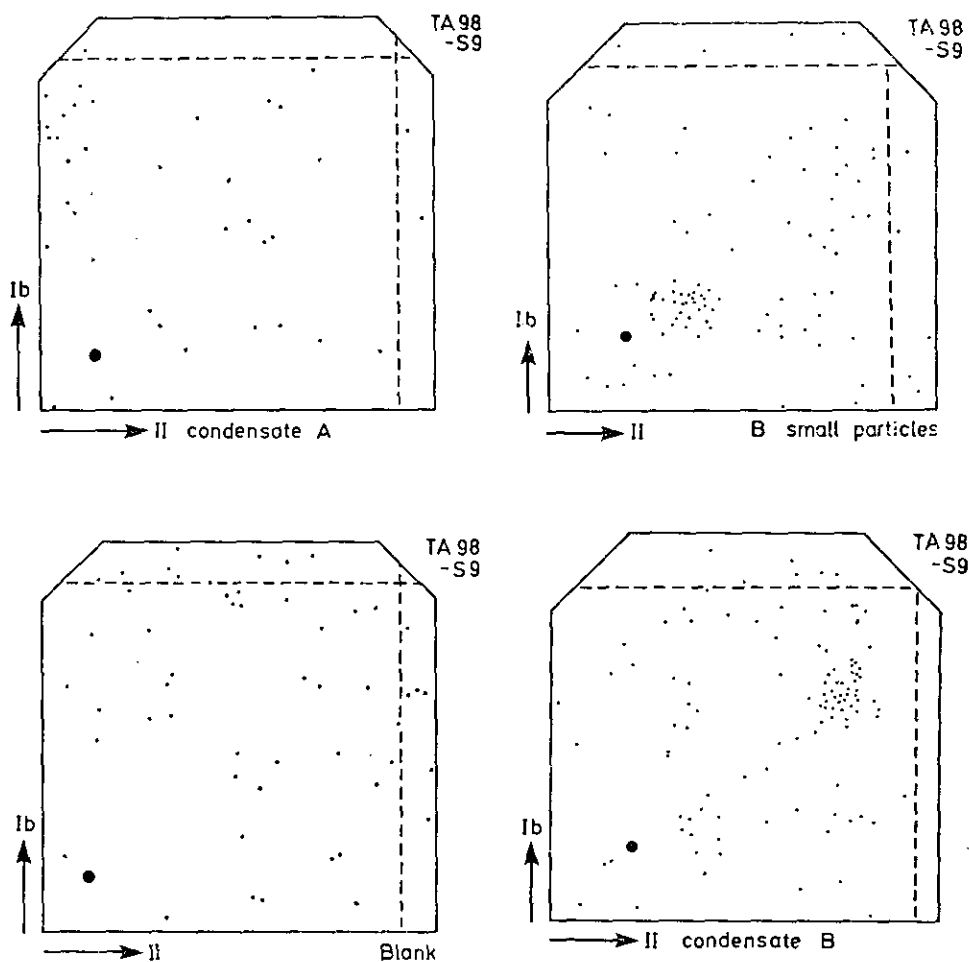 TA 98
-S9
Ib
II condensate A
TA 98
-S9
Ib
II
B small particles
TA 98
-S9
Ib
II
Blank
TA 98
-S9
Ib
II condensate B